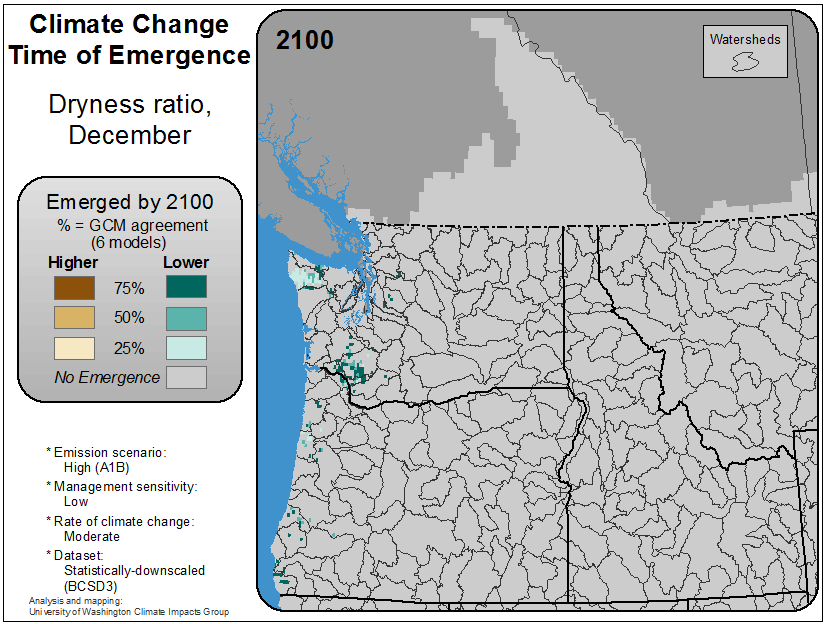 Climate Change
Time of Emergence
Dryness ratio,
December
Emerged by 2100
% = GCM agreement
(6 models)
Higher Lower
75%
50%
25%
No Emergence
* Emission scenario:
High (A1B)
* Management sensitivity:
Low
* Rate of climate change:
Moderate
* Dataset:
Statistically-downscaled
(BCSD3)
Analysis and mapping:
University of Washington Climate Impacts Group
2100
Watersheds